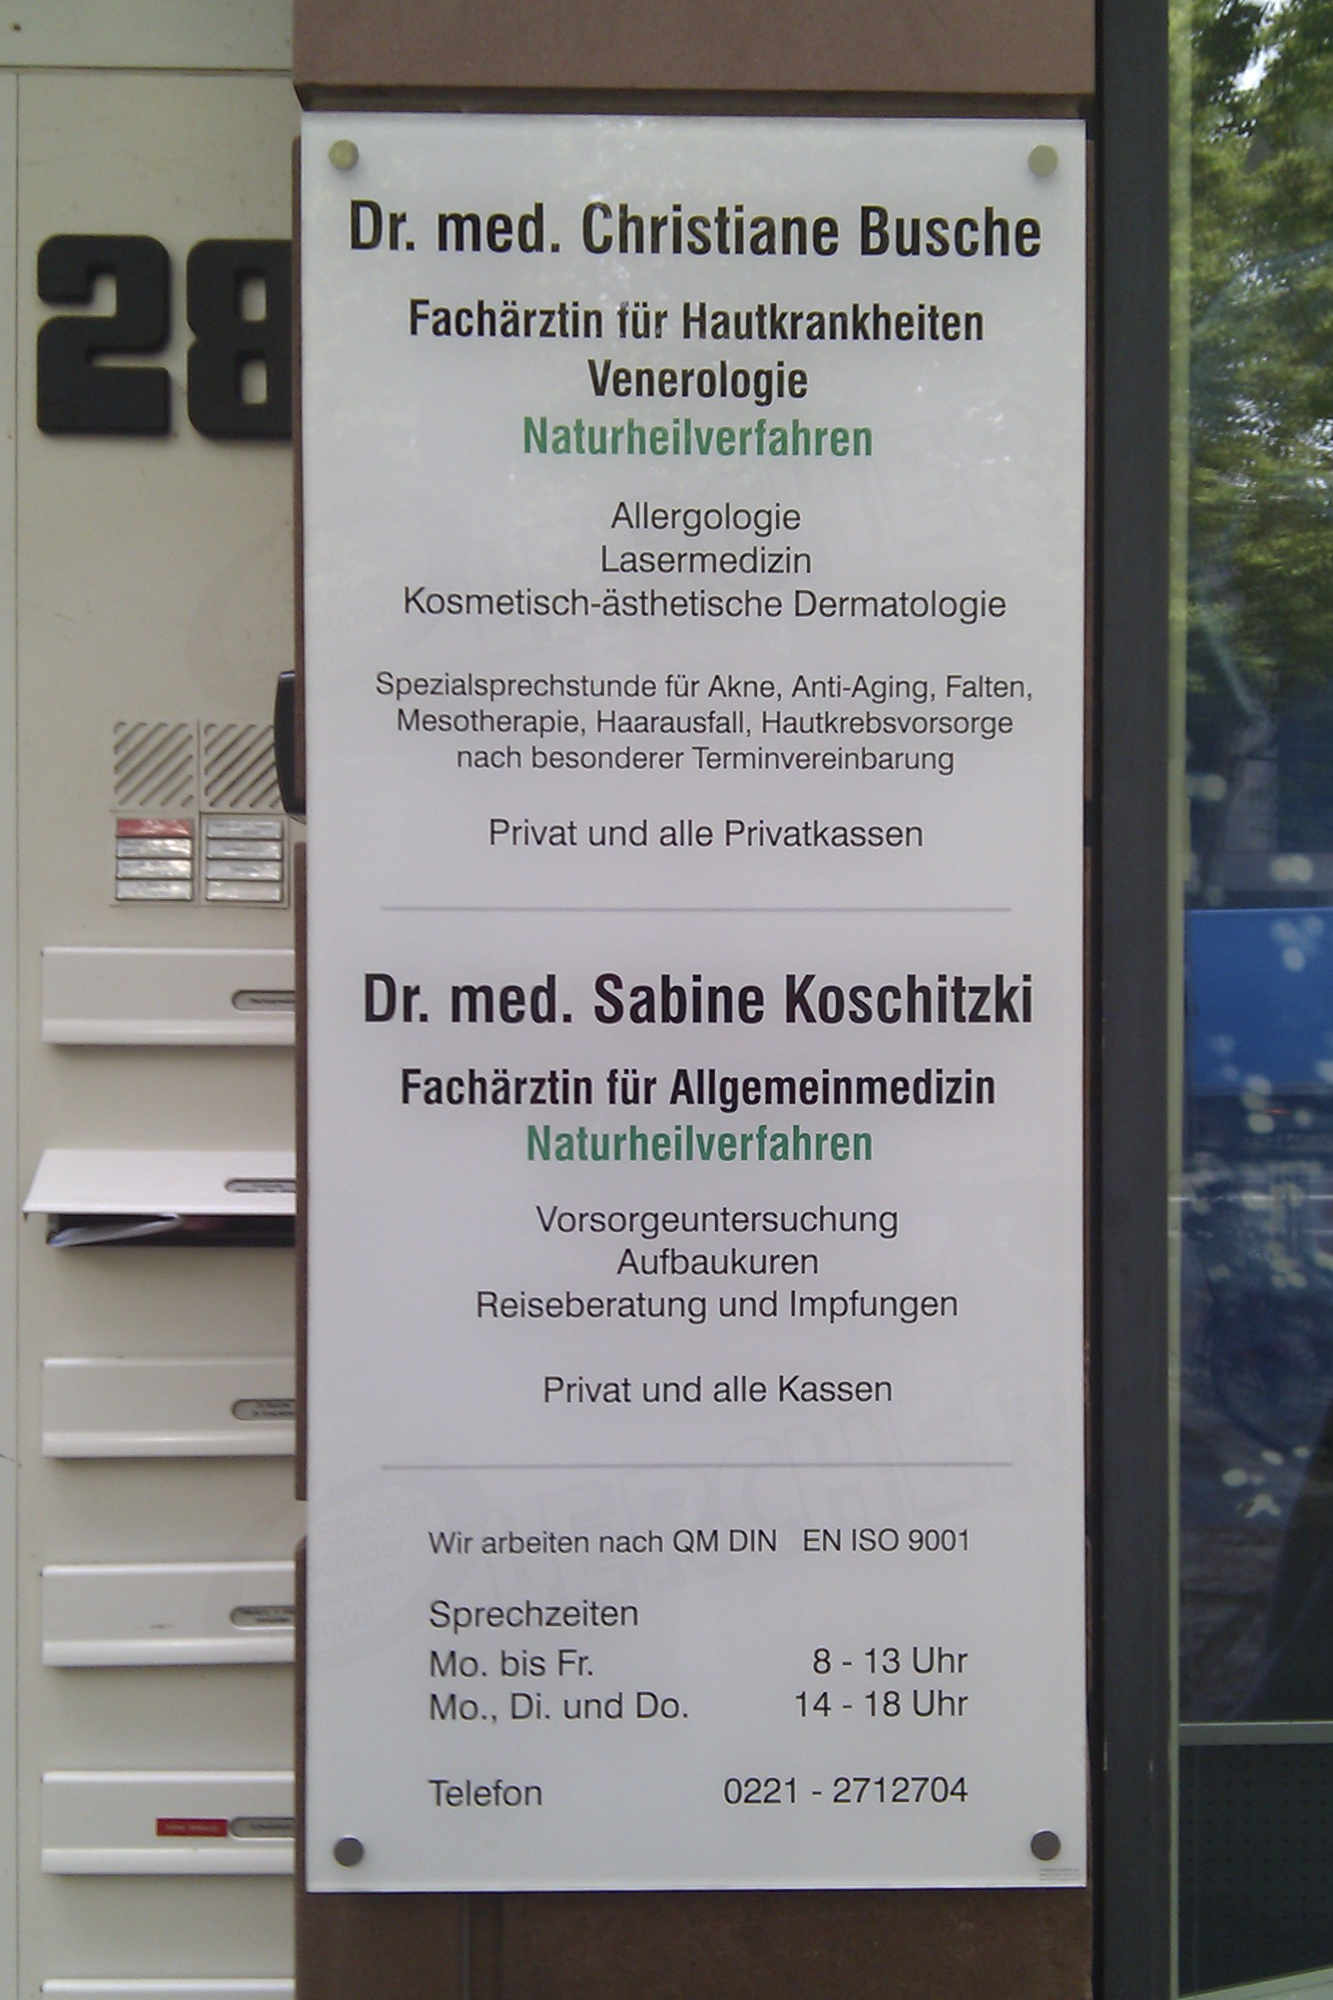 28
Dr. med. Christiane Busche
Fachärztin für Hautkrankheiten
Venerologie
Naturheilverfahren
Allergologie
Lasermedizin
Kosmetisch-ästhetische Dermatologie
Spezialsprechstunde für Akne, Anti-Aging, Falten,
Mesotherapie, Haarausfall, Hautkrebsvorsorge
nach besonderer Terminvereinbarung
Privat und alle Privatkassen
Dr. med. Sabine Koschitzki
Fachärztin für Allgemeinmedizin
Naturheilverfahren
Vorsorgeuntersuchung
Aufbaukuren
Reiseberatung und Impfungen
Privat und alle Kassen
Wir arbeiten nach QM DIN EN ISO 9001
Sprechzeiten
Mo. bis Fr. 8 - 13 Uhr
Mo., Di. und Do. 14 - 18 Uhr
Telefon 0221 - 2712704